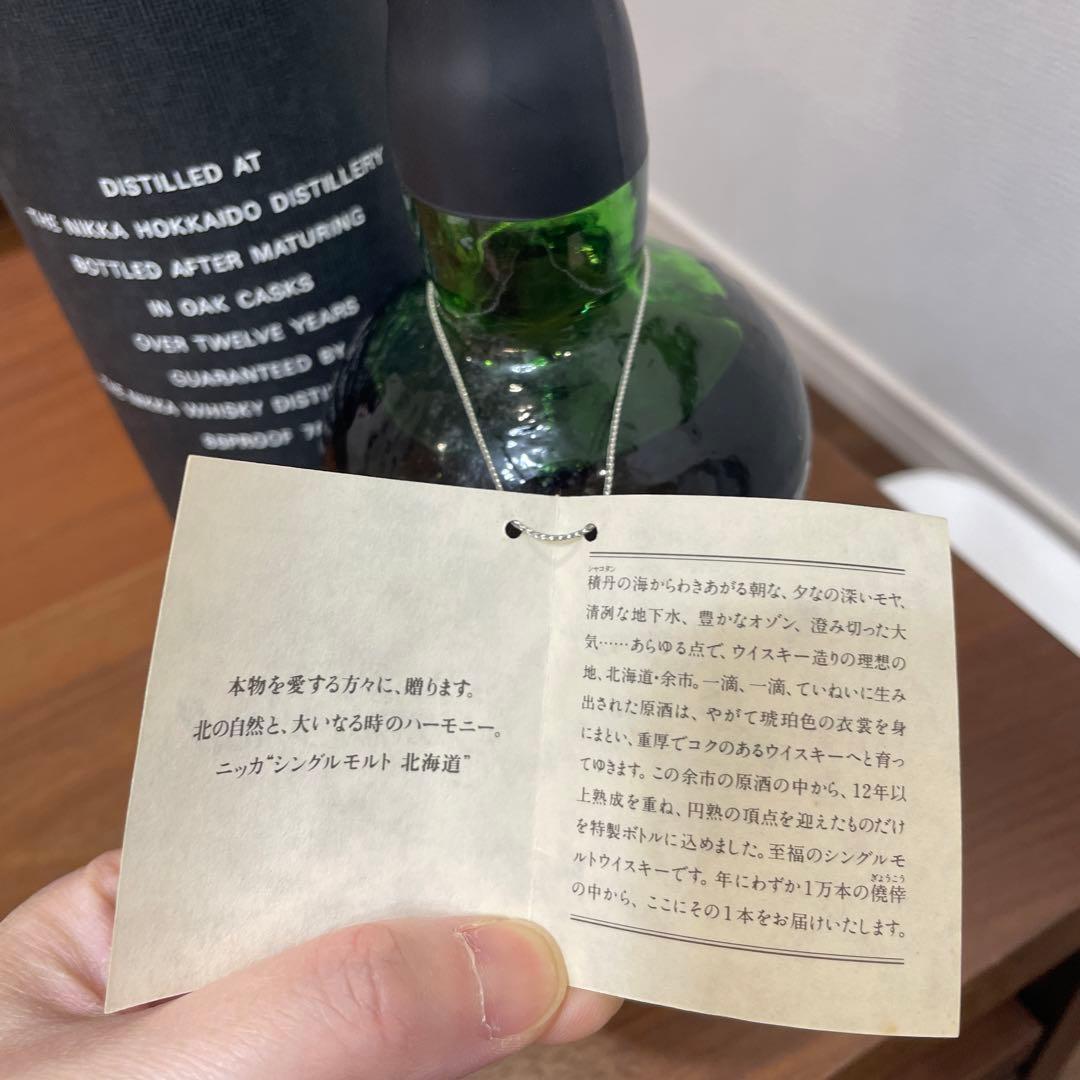 DISTILLED AT
THE NIKKA HOKKAIDO DISTILLERY
BOTTLED AFTER MATURING
IN OAK CASKS
OVER TWELVE YEARS
GUARANTEED BY
THE NIKKA WHISKY
PROOF
本物を愛する方々に、贈ります。
北の自然と、大いなる時のハーモニー。
ニッカ“シングルモルト 北海道”
シャコタン
積丹の海からわきあがる朝な、夕なの深いモヤ、
清冽な地下水、豊かなオゾン、澄み切った大
気……あらゆる点で、ウイスキー造りの理想の
地、北海道・余市。一滴、一滴、ていねいに生み
出された原酒は、やがて琥珀色の衣裳を身
にまとい、重厚でコクのあるウイスキーへと育っ
てゆきます。この余市の原酒の中から、12年以
上熟成を重ね、円熟の頂点を迎えたものだけ
を特製ボトルに込めました。至福のシングルモ
ルトウイスキーです。年にわずか1万本の僥倖
ぎょうこう
の中から、ここにその1本をお届けいたします。